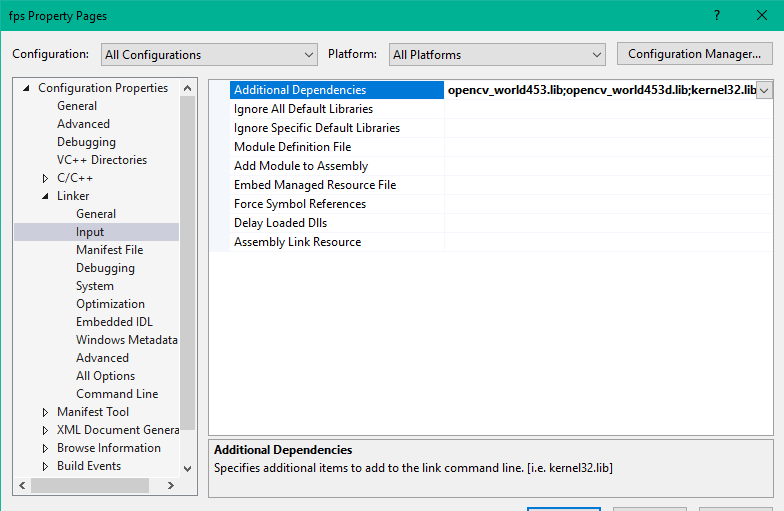 fps Property Pages
Configuration: All Configurations Platform: All Platforms Configuration Manager...
Configuration Properties
General
Advanced
Debugging
VC++ Directories
C/C++
Linker
General
Input
Manifest File
Debugging
System
Optimization
Embedded IDL
Windows Metadata
Advanced
All Options
Command Line
Manifest Tool
XML Document Genera
Browse Information
Build Events
Additional Dependencies opencv_world453.lib;opencv_world453d.lib;kernel32.lib
Ignore All Default Libraries
Ignore Specific Default Libraries
Module Definition File
Add Module to Assembly
Embed Managed Resource File
Force Symbol References
Delay Loaded Dlls
Assembly Link Resource
Additional Dependencies
Specifies additional items to add to the link command line. [i.e. kernel32.lib]